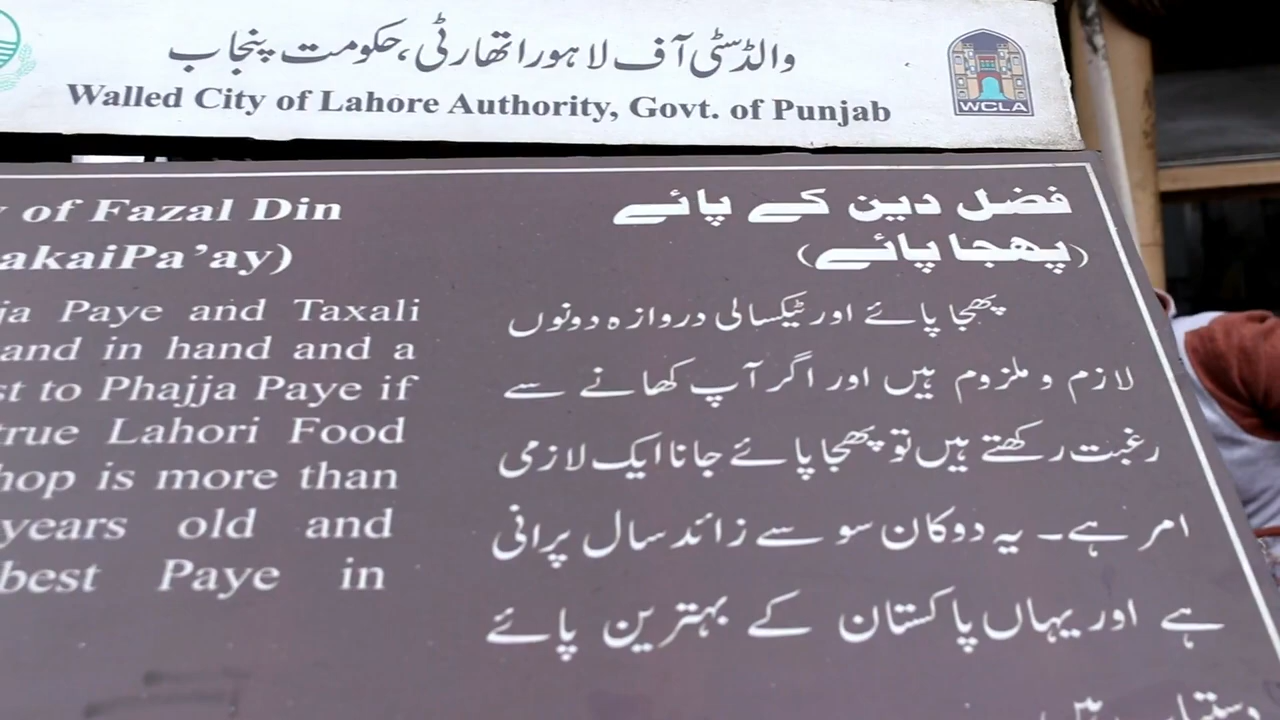 والڈ سٹی آف لاہور اتھارٹی، حکومت پنجاب
Walled City of Lahore Authority, Govt. of Punjab
WCLA
of Fazal Din
akaiPa'ay)
ja Paye and Taxali
and in hand and a
st to Phajja Paye if
true Lahori Food
hop is more than
years old and
best Paye in
فضل دین کے پائے
(پھجا پائے)
پھجا پائے اور ٹیکسالی دروازہ دونوں
لازم و ملزوم ہیں اور اگر آپ کھانے سے
رغبت رکھتے ہیں تو پھجا پائے جانا ایک لازمی
امر ہے۔ یہ دوکان سو سے زائد سال پرانی
ہے اور یہاں پاکستان کے بہترین پائے